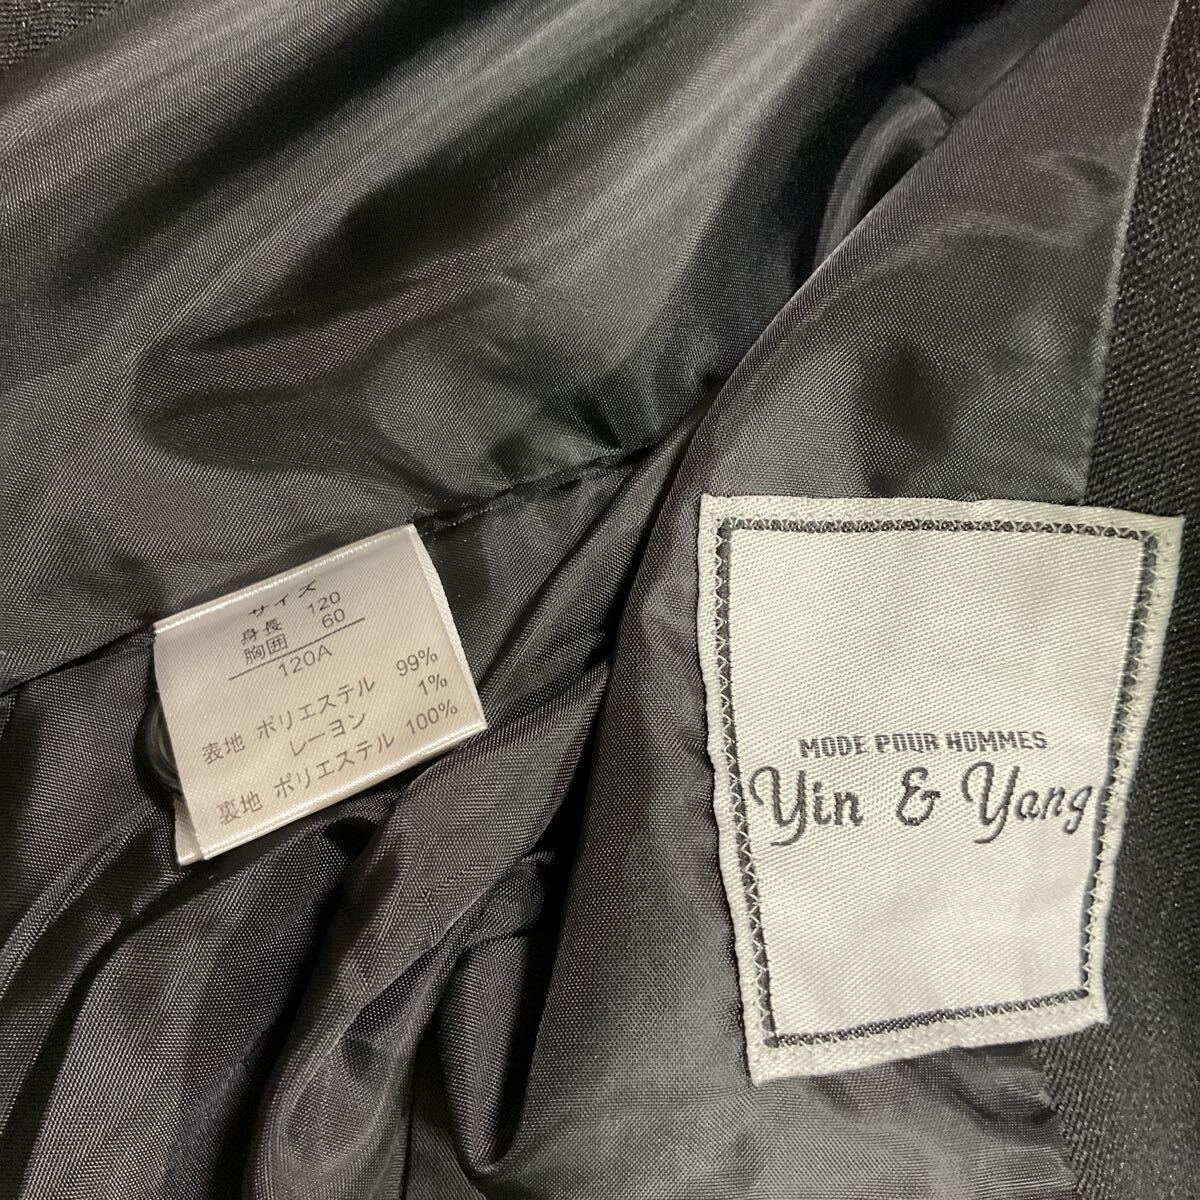 サイズ
身長 120
胸囲 60
120A
表地 ポリエステル 99%
レーヨン 1%
裏地 ポリエステル 100%
MODE POUR HOMMES
Yin & Yang